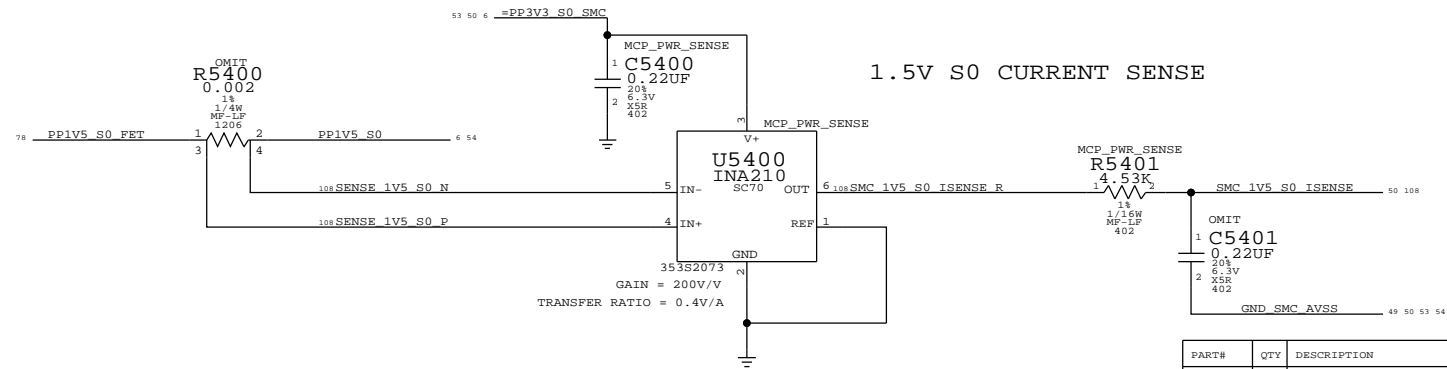 53 50 6 =PP3V3_S0_SMC
MCP_PWR_SENSE
1 C5400
0.22UF
20%
2 6.3V
X5R
402
1.5V S0 CURRENT SENSE
OMIT
R5400
0.002
1%
1/4W
MF-LF
1206
78 PP1V5_S0_FET 1 2 PP1V5_S0 6 54
3 4
3 MCP_PWR_SENSE
V+
U5400
INA210
SC70
108 SENSE_1V5_S0_N 5 IN-
OUT 6 108 SMC_1V5_S0_ISENSE_R
108 SENSE_1V5_S0_P 4 IN+
REF 1
GND
2
353S2073
GAIN = 200V/V
TRANSFER RATIO = 0.4V/A
MCP_PWR_SENSE
R5401
4.53K
1 2
1%
1/16W
MF-LF
402
SMC_1V5_S0_ISENSE 50 108
OMIT
1 C5401
0.22UF
20%
2 6.3V
X5R
402
GND_SMC_AVSS 49 50 53 54
PART# QTY DESCRIPTION